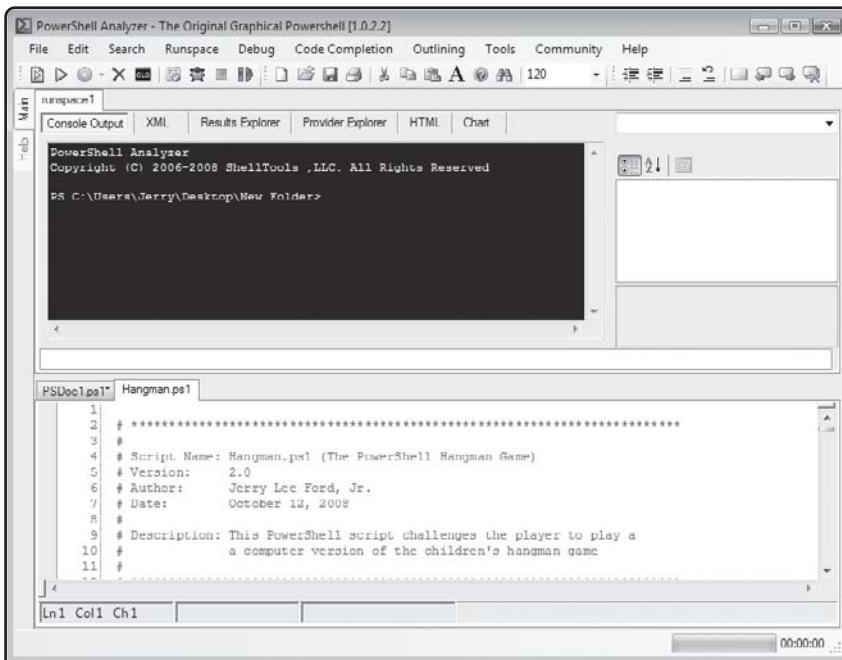 PowerShell Analyzer - The Original Graphical Powershell [1.0.2.2]
File Edit Search Runspace Debug Code Completion Outlining Tools Community Help
120
Main
Help
runspace1
Console Output XML Results Explorer Provider Explorer HTML Chart
PowerShell Analyzer
Copyright (C) 2006-2008 ShellTools ,LLC. All Rights Reserved
PS C:\Users\Jerry\Desktop\New Folder>
PSDoc1.ps1* Hangman.ps1
1
2 # *************************************************************************
3 #
4 # Script Name: Hangman.ps1 (The PowerShell Hangman Game)
5 # Version: 2.0
6 # Author: Jerry Lee Ford, Jr.
7 # Date: October 12, 2008
8 #
9 # Description: This PowerShell script challenges the player to play a
10 # a computer version of the children's hangman game
11 #
Ln1 Col1 Ch1
00:00:00